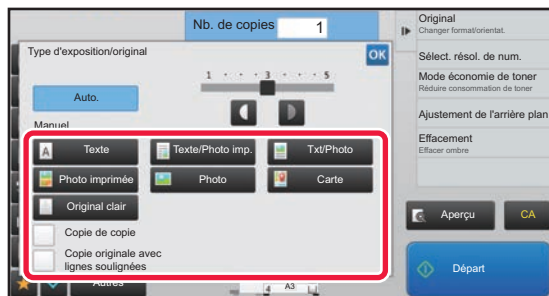 Nb. de copies 1
Type d'exposition/original
OK
1 3 5
Auto.
Manuel
A Texte
Texte/Photo imp.
Txt/Photo
Photo imprimée
Photo
Carte
Original clair
Copie de copie
Copie originale avec
lignes soulignées
Autres
4 A3
Original
Changer format/orientat.
Sélect. résol. de num.
Mode économie de toner
Réduire consommation de toner
Ajustement de l'arrière plan
Effacement
Effacer ombre
Aperçu
CA
Départ